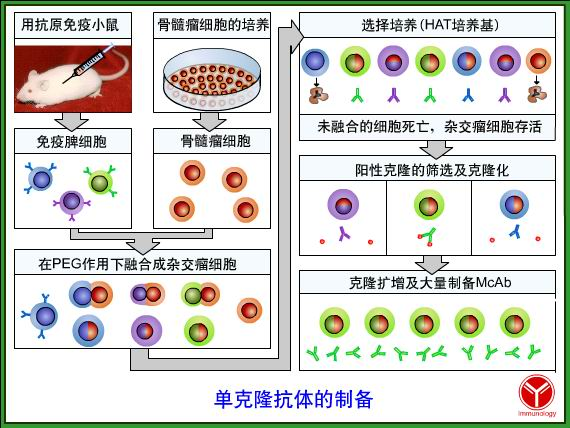 用抗原免疫小鼠
骨髓瘤细胞的培养
免疫脾细胞
骨髓瘤细胞
在PEG作用下融合成杂交瘤细胞
选择培养(HAT培养基)
未融合的细胞死亡，杂交瘤细胞存活
阳性克隆的筛选及克隆化
克隆扩增及大量制备McAb
单克隆抗体的制备
Immunology